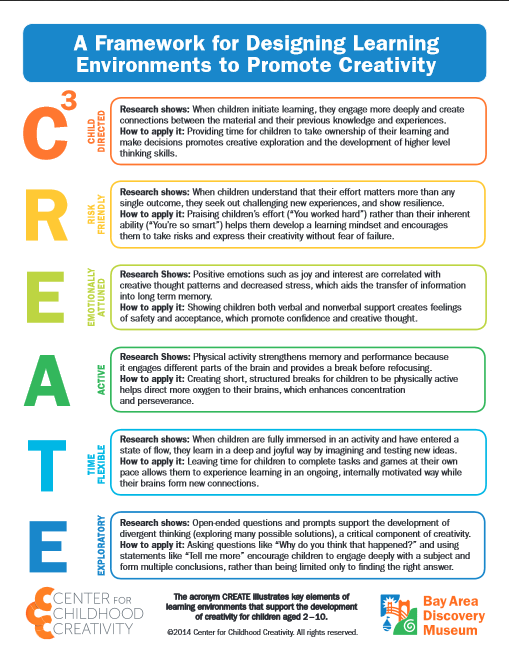 A Framework for Designing Learning
Environments to Promote Creativity
C3
CHILD
DIRECTED
Research shows: When children initiate learning, they engage more deeply and create
connections between the material and their previous knowledge and experiences.
How to apply it: Providing time for children to take ownership of their learning and
make decisions promotes creative exploration and the development of higher level
thinking skills.
R
RISK
FRIENDLY
Research shows: When children understand that their effort matters more than any
single outcome, they seek out challenging new experiences, and show resilience.
How to apply it: Praising children's effort ("You worked hard") rather than their inherent
ability ("You're so smart") helps them develop a learning mindset and encourages
them to take risks and express their creativity without fear of failure.
E
EMOTIONALLY
ATTUNED
Research Shows: Positive emotions such as joy and interest are correlated with
creative thought patterns and decreased stress, which aids the transfer of information
into long term memory.
How to apply it: Showing children both verbal and nonverbal support creates feelings
of safety and acceptance, which promote confidence and creative thought.
A
ACTIVE
Research Shows: Physical activity strengthens memory and performance because
it engages different parts of the brain and provides a break before refocusing.
How to apply it: Creating short, structured breaks for children to be physically active
helps direct more oxygen to their brains, which enhances concentration
and perseverance.
T
TIME
FLEXIBLE
Research shows: When children are fully immersed in an activity and have entered a
state of flow, they learn in a deep and joyful way by imagining and testing new ideas.
How to apply it: Leaving time for children to complete tasks and games at their own
pace allows them to experience learning in an ongoing, internally motivated way while
their brains form new connections.
E
EXPLORATORY
Research shows: Open-ended questions and prompts support the development of
divergent thinking (exploring many possible solutions), a critical component of creativity.
How to apply it: Asking questions like "Why do you think that happened?" and using
statements like "Tell me more" encourage children to engage deeply with a subject and
form multiple conclusions, rather than being limited only to finding the right answer.
CENTER FOR
CHILDHOOD
CREATIVITY
The acronym CREATE illustrates key elements of
learning environments that support the development
of creativity for children aged 2–10.
©2014 Center for Childhood Creativity. All rights reserved.
Bay Area
Discovery
Museum